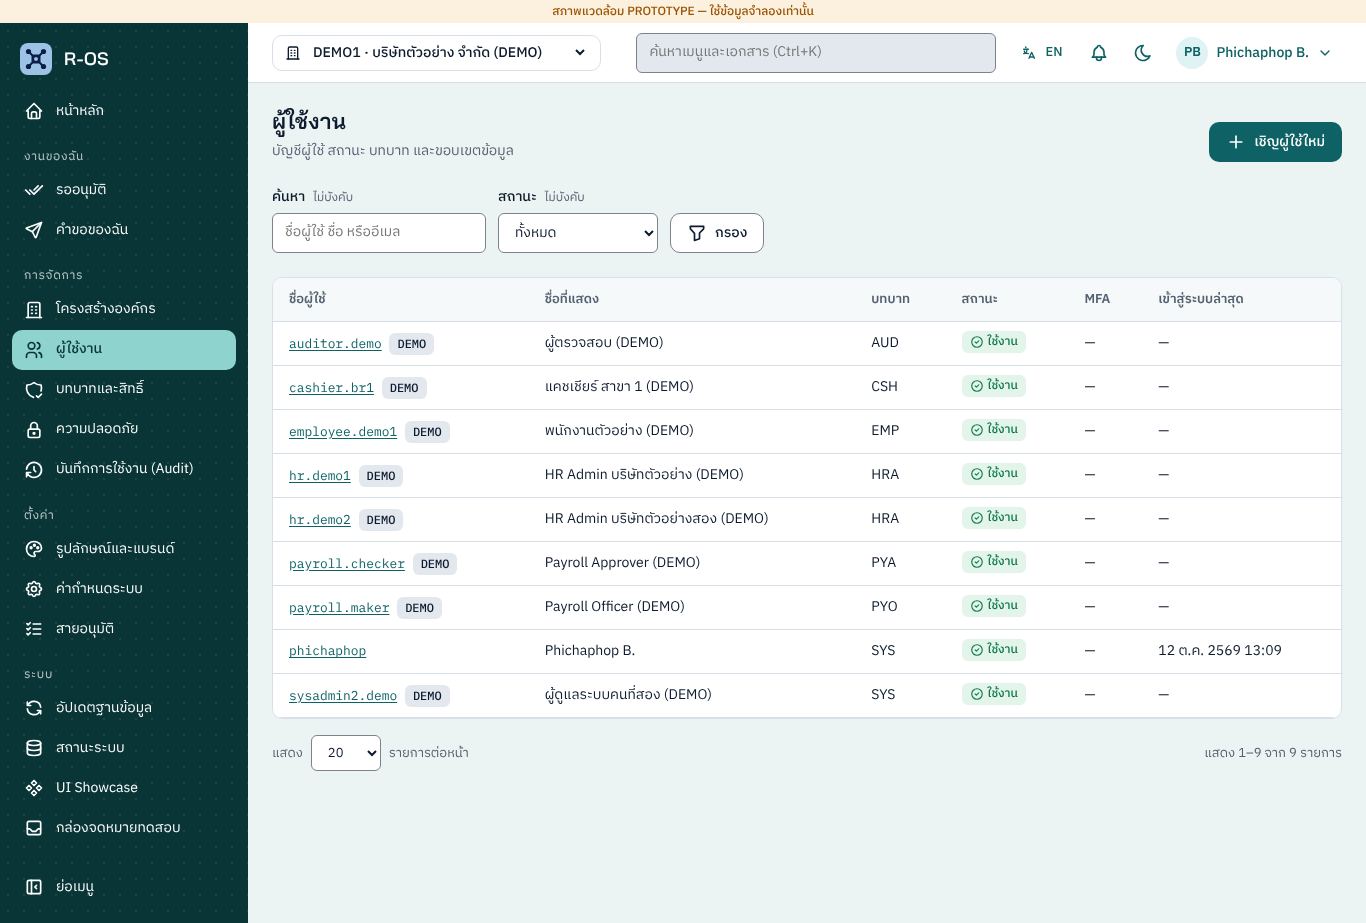 สภาพแวดล้อม PROTOTYPE — ใช้ข้อมูลจำลองเท่านั้น
R-OS
หน้าหลัก
งานของฉัน
รออนุมัติ
คำขอของฉัน
การจัดการ
โครงสร้างองค์กร
ผู้ใช้งาน
บทบาทและสิทธิ์
ความปลอดภัย
บันทึกการใช้งาน (Audit)
ตั้งค่า
รูปลักษณ์และแบรนด์
ค่ากำหนดระบบ
สายอนุมัติ
ระบบ
อัปเดตฐานข้อมูล
สถานะระบบ
UI Showcase
กล่องจดหมายทดสอบ
ย่อเมนู
DEMO1 · บริษัทตัวอย่าง จำกัด (DEMO)
ค้นหาเมนูและเอกสาร (Ctrl+K)
EN
PB Phichaphop B.
ผู้ใช้งาน
บัญชีผู้ใช้ สถานะ บทบาท และขอบเขตข้อมูล
เชิญผู้ใช้ใหม่
ค้นหา ไม่บังคับ สถานะ ไม่บังคับ
ชื่อผู้ใช้ ชื่อ หรืออีเมล ทั้งหมด กรอง
ชื่อผู้ใช้ ชื่อที่แสดง บทบาท สถานะ MFA เข้าสู่ระบบล่าสุด
auditor.demo DEMO ผู้ตรวจสอบ (DEMO) AUD ใช้งาน — —
cashier.br1 DEMO แคชเชียร์ สาขา 1 (DEMO) CSH ใช้งาน — —
employee.demo1 DEMO พนักงานตัวอย่าง (DEMO) EMP ใช้งาน — —
hr.demo1 DEMO HR Admin บริษัทตัวอย่าง (DEMO) HRA ใช้งาน — —
hr.demo2 DEMO HR Admin บริษัทตัวอย่างสอง (DEMO) HRA ใช้งาน — —
payroll.checker DEMO Payroll Approver (DEMO) PYA ใช้งาน — —
payroll.maker DEMO Payroll Officer (DEMO) PYO ใช้งาน — —
phichaphop Phichaphop B. SYS ใช้งาน — 12 ต.ค. 2569 13:09
sysadmin2.demo DEMO ผู้ดูแลระบบคนที่สอง (DEMO) SYS ใช้งาน — —
แสดง 20 รายการต่อหน้า แสดง 1–9 จาก 9 รายการ